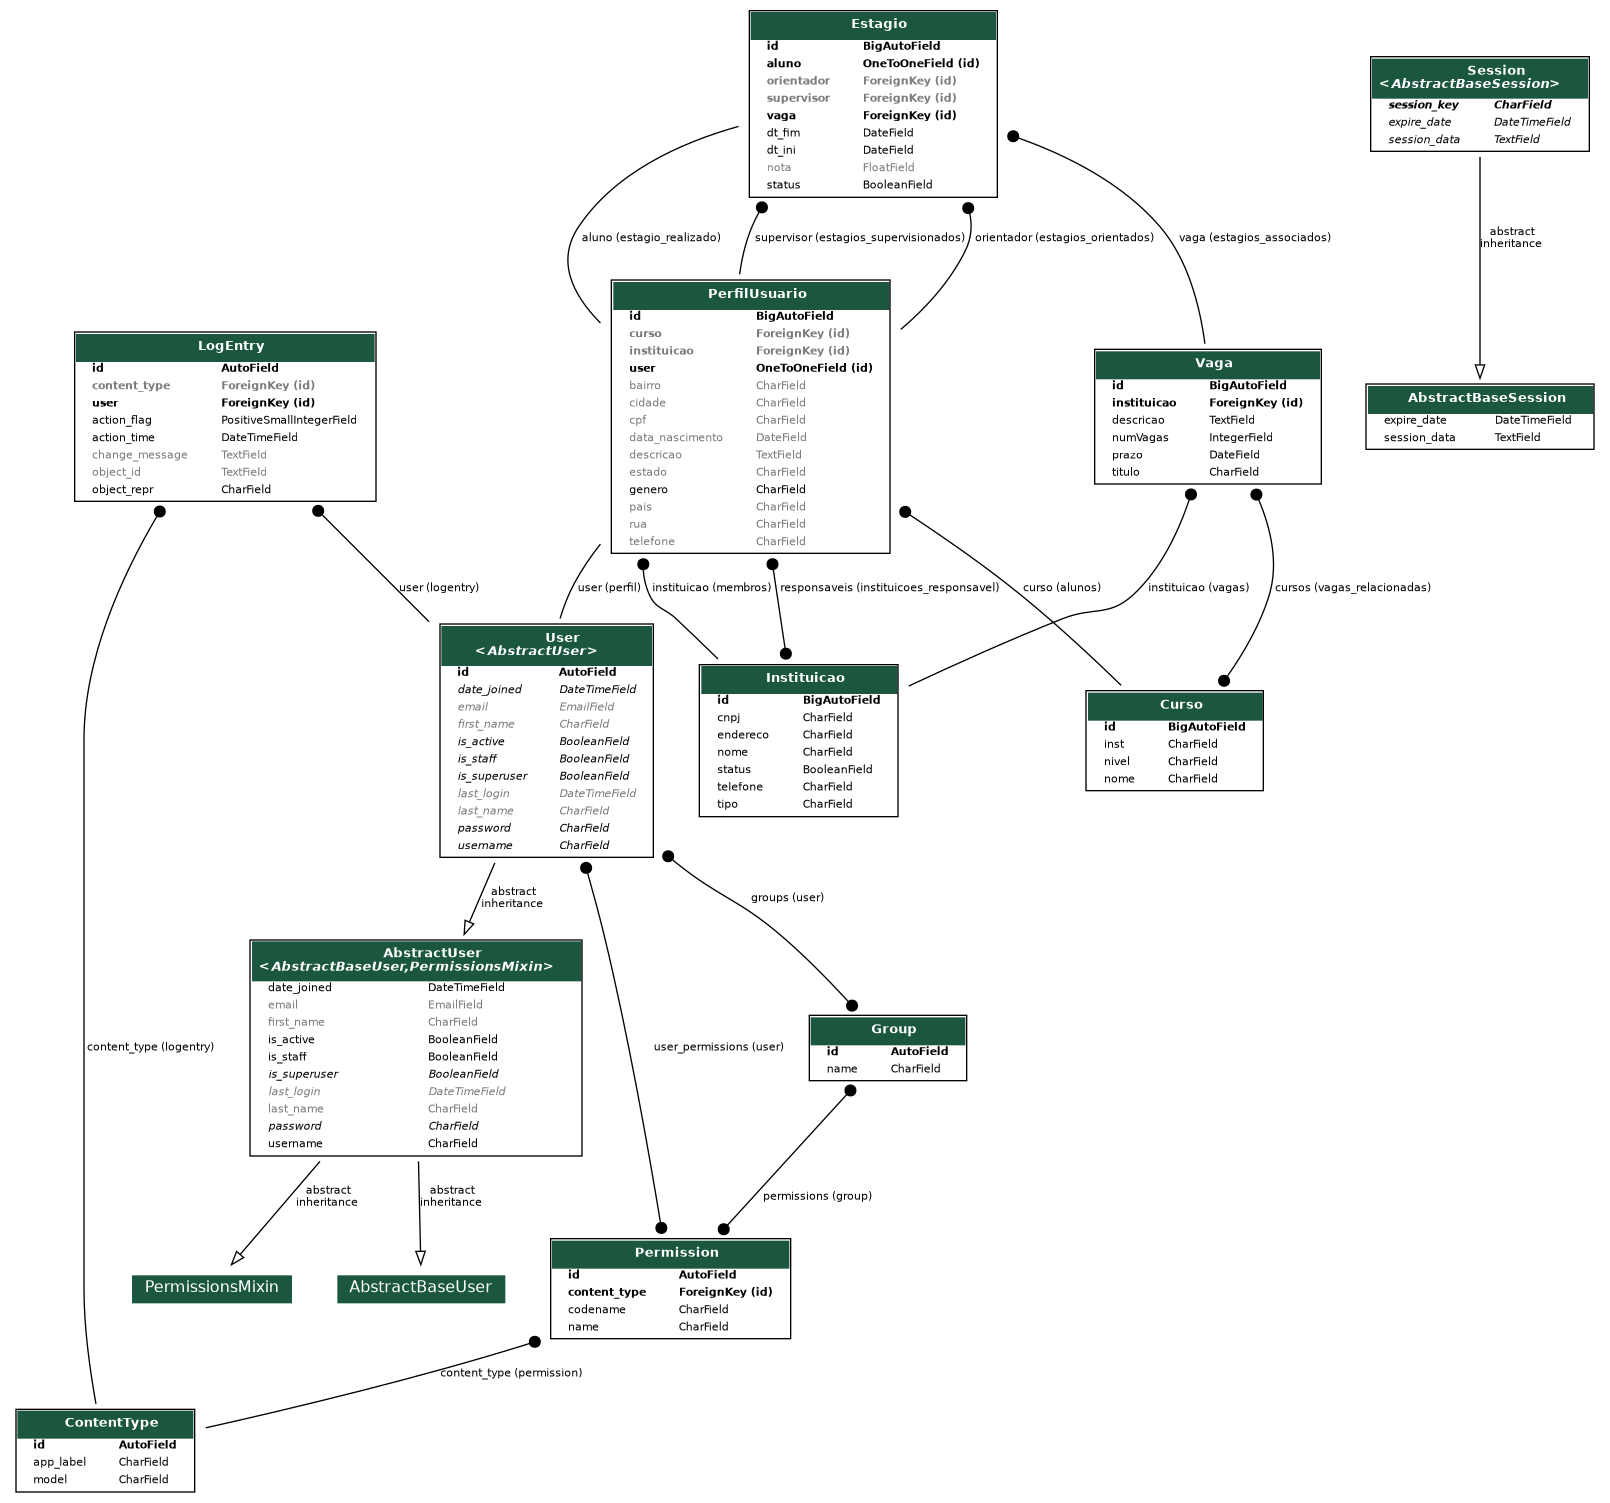 Estagio
id BigAutoField
aluno OneToOneField (id)
orientador ForeignKey (id)
supervisor ForeignKey (id)
vaga ForeignKey (id)
dt_fim DateField
dt_ini DateField
nota FloatField
status BooleanField
Session
<AbstractBaseSession>
session_key CharField
expire_date DateTimeField
session_data TextField
aluno (estagio_realizado)
supervisor (estagios_supervisionados)
orientador (estagios_orientados)
vaga (estagios_associados)
abstract
inheritance
PerfilUsuario
id BigAutoField
curso ForeignKey (id)
instituicao ForeignKey (id)
user OneToOneField (id)
bairro CharField
cidade CharField
cpf CharField
data_nascimento DateField
descricao TextField
estado CharField
genero CharField
pais CharField
rua CharField
telefone CharField
LogEntry
id AutoField
content_type ForeignKey (id)
user ForeignKey (id)
action_flag PositiveSmallIntegerField
action_time DateTimeField
change_message TextField
object_id TextField
object_repr CharField
Vaga
id BigAutoField
instituicao ForeignKey (id)
descricao TextField
numVagas IntegerField
prazo DateField
titulo CharField
AbstractBaseSession
expire_date DateTimeField
session_data TextField
user (logentry)
user (perfil)
instituicao (membros)
responsaveis (instituicoes_responsavel)
curso (alunos)
instituicao (vagas)
cursos (vagas_relacionadas)
User
<AbstractUser>
id AutoField
date_joined DateTimeField
email EmailField
first_name CharField
is_active BooleanField
is_staff BooleanField
is_superuser BooleanField
last_login DateTimeField
last_name CharField
password CharField
username CharField
Instituicao
id BigAutoField
cnpj CharField
endereco CharField
nome CharField
status BooleanField
telefone CharField
tipo CharField
Curso
id BigAutoField
inst CharField
nivel CharField
nome CharField
abstract
inheritance
groups (user)
AbstractUser
<AbstractBaseUser,PermissionsMixin>
date_joined DateTimeField
email EmailField
first_name CharField
is_active BooleanField
is_staff BooleanField
is_superuser BooleanField
last_login DateTimeField
last_name CharField
password CharField
username CharField
content_type (logentry)
user_permissions (user)
Group
id AutoField
name CharField
abstract
inheritance
abstract
inheritance
permissions (group)
PermissionsMixin
AbstractBaseUser
Permission
id AutoField
content_type ForeignKey (id)
codename CharField
name CharField
content_type (permission)
ContentType
id AutoField
app_label CharField
model CharField